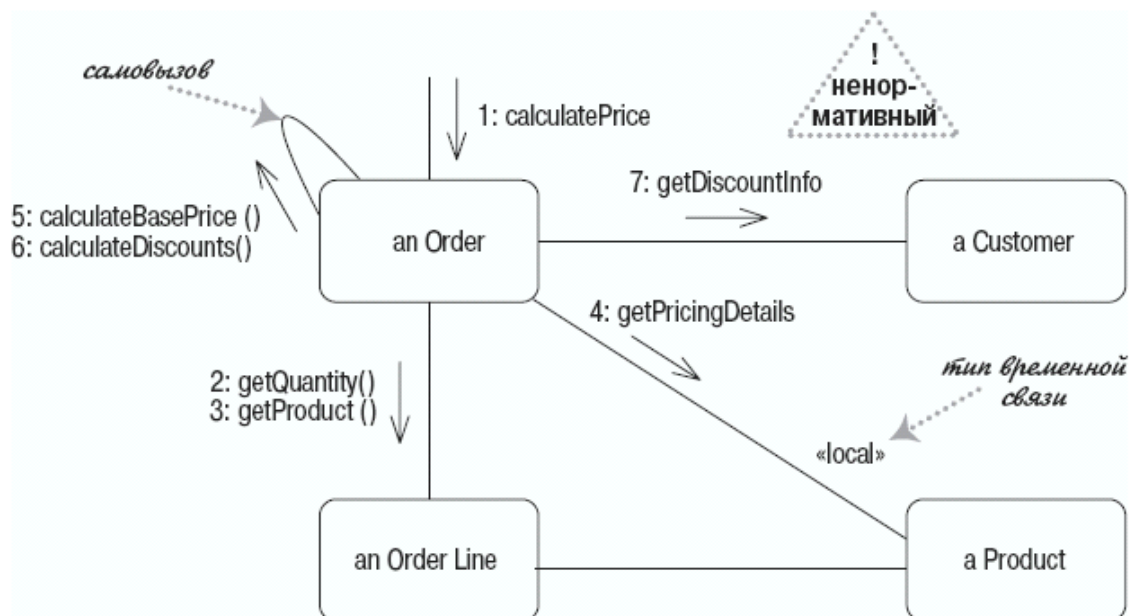 самовызов
1: calculatePrice
!
ненор-
мативный
7: getDiscountInfo
5: calculateBasePrice ()
6: calculateDiscounts()
an Order
a Customer
4: getPricingDetails
2: getQuantity()
3: getProduct ()
тип временной
связи
«local»
an Order Line
a Product